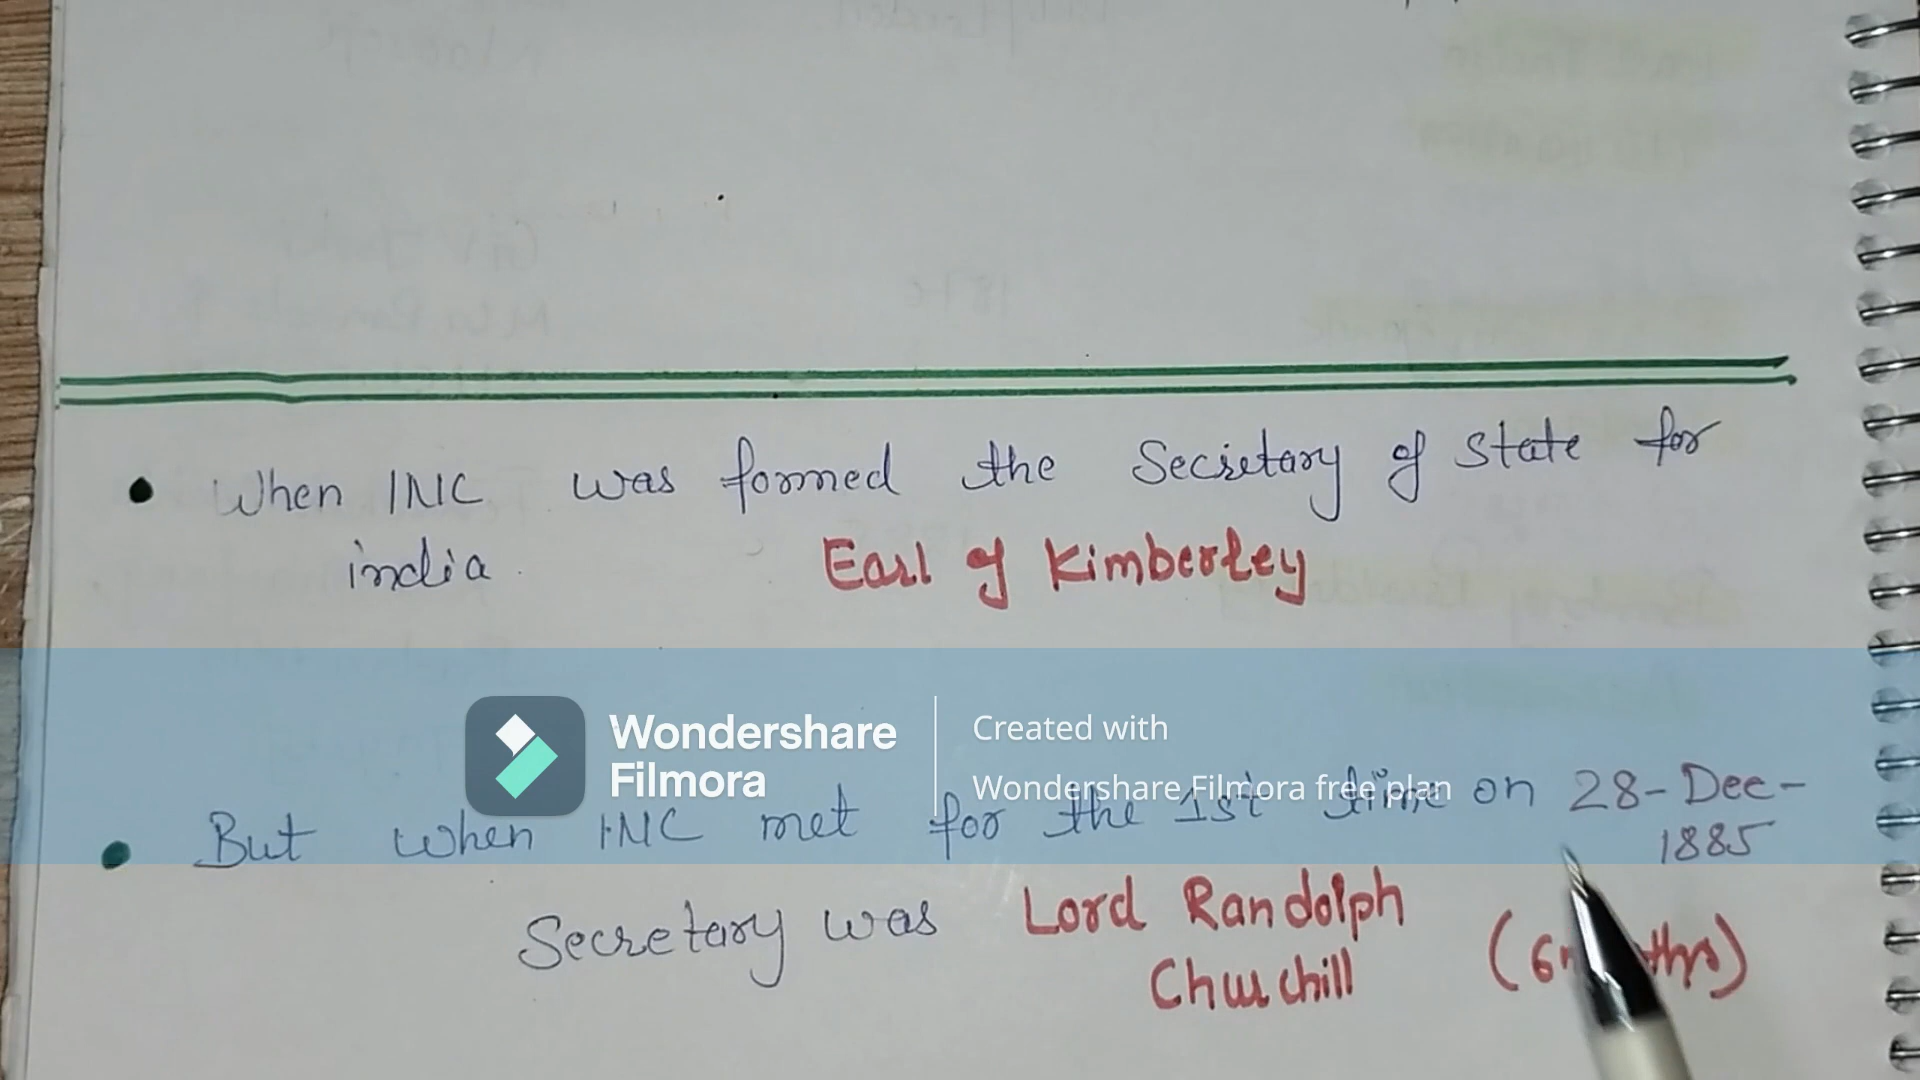 When INC was formed the Secretary of state for
india Earl of Kimberley
Wondershare
Filmora
Created with
Wondershare Filmora free plan
But when INC met for the 1st time on 28-Dec-
1885
Secretary was Lord Randolph
Churchill